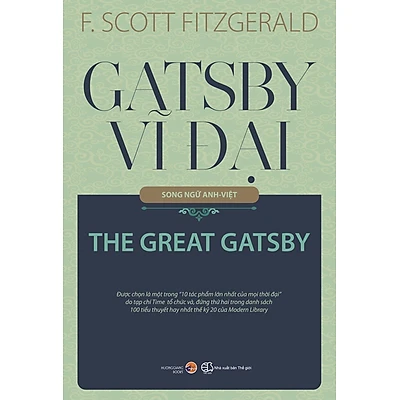 F. SCOTT FITZGERALD
GATSBY
VĨ ĐẠI
SONG NGỮ ANH-VIỆT
THE GREAT GATSBY
Được chọn là một trong "10 tác phẩm lớn nhất của mọi thời đại"
do tạp chí Time tổ chức và, đứng thứ hai trong danh sách
100 tiểu thuyết hay nhất thế kỷ 20 của Modern Library
HUONGGIANG
BOOKS
Nhà xuất bản Thế giới